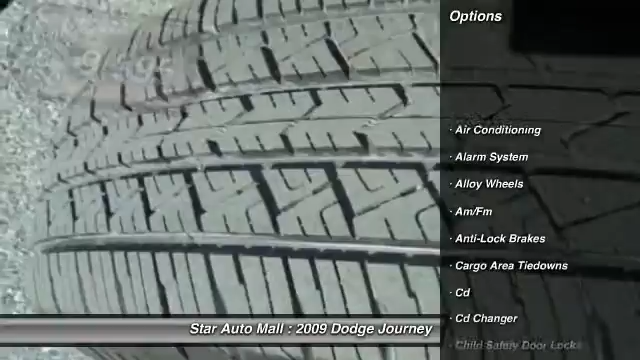 Options
· Air Conditioning
· Alarm System
· Alloy Wheels
· Am/Fm
· Anti-Lock Brakes
· Cargo Area Tiedowns
· Cd
· Cd Changer
· Child Safety Door Locks
Star Auto Mall : 2009 Dodge Journey